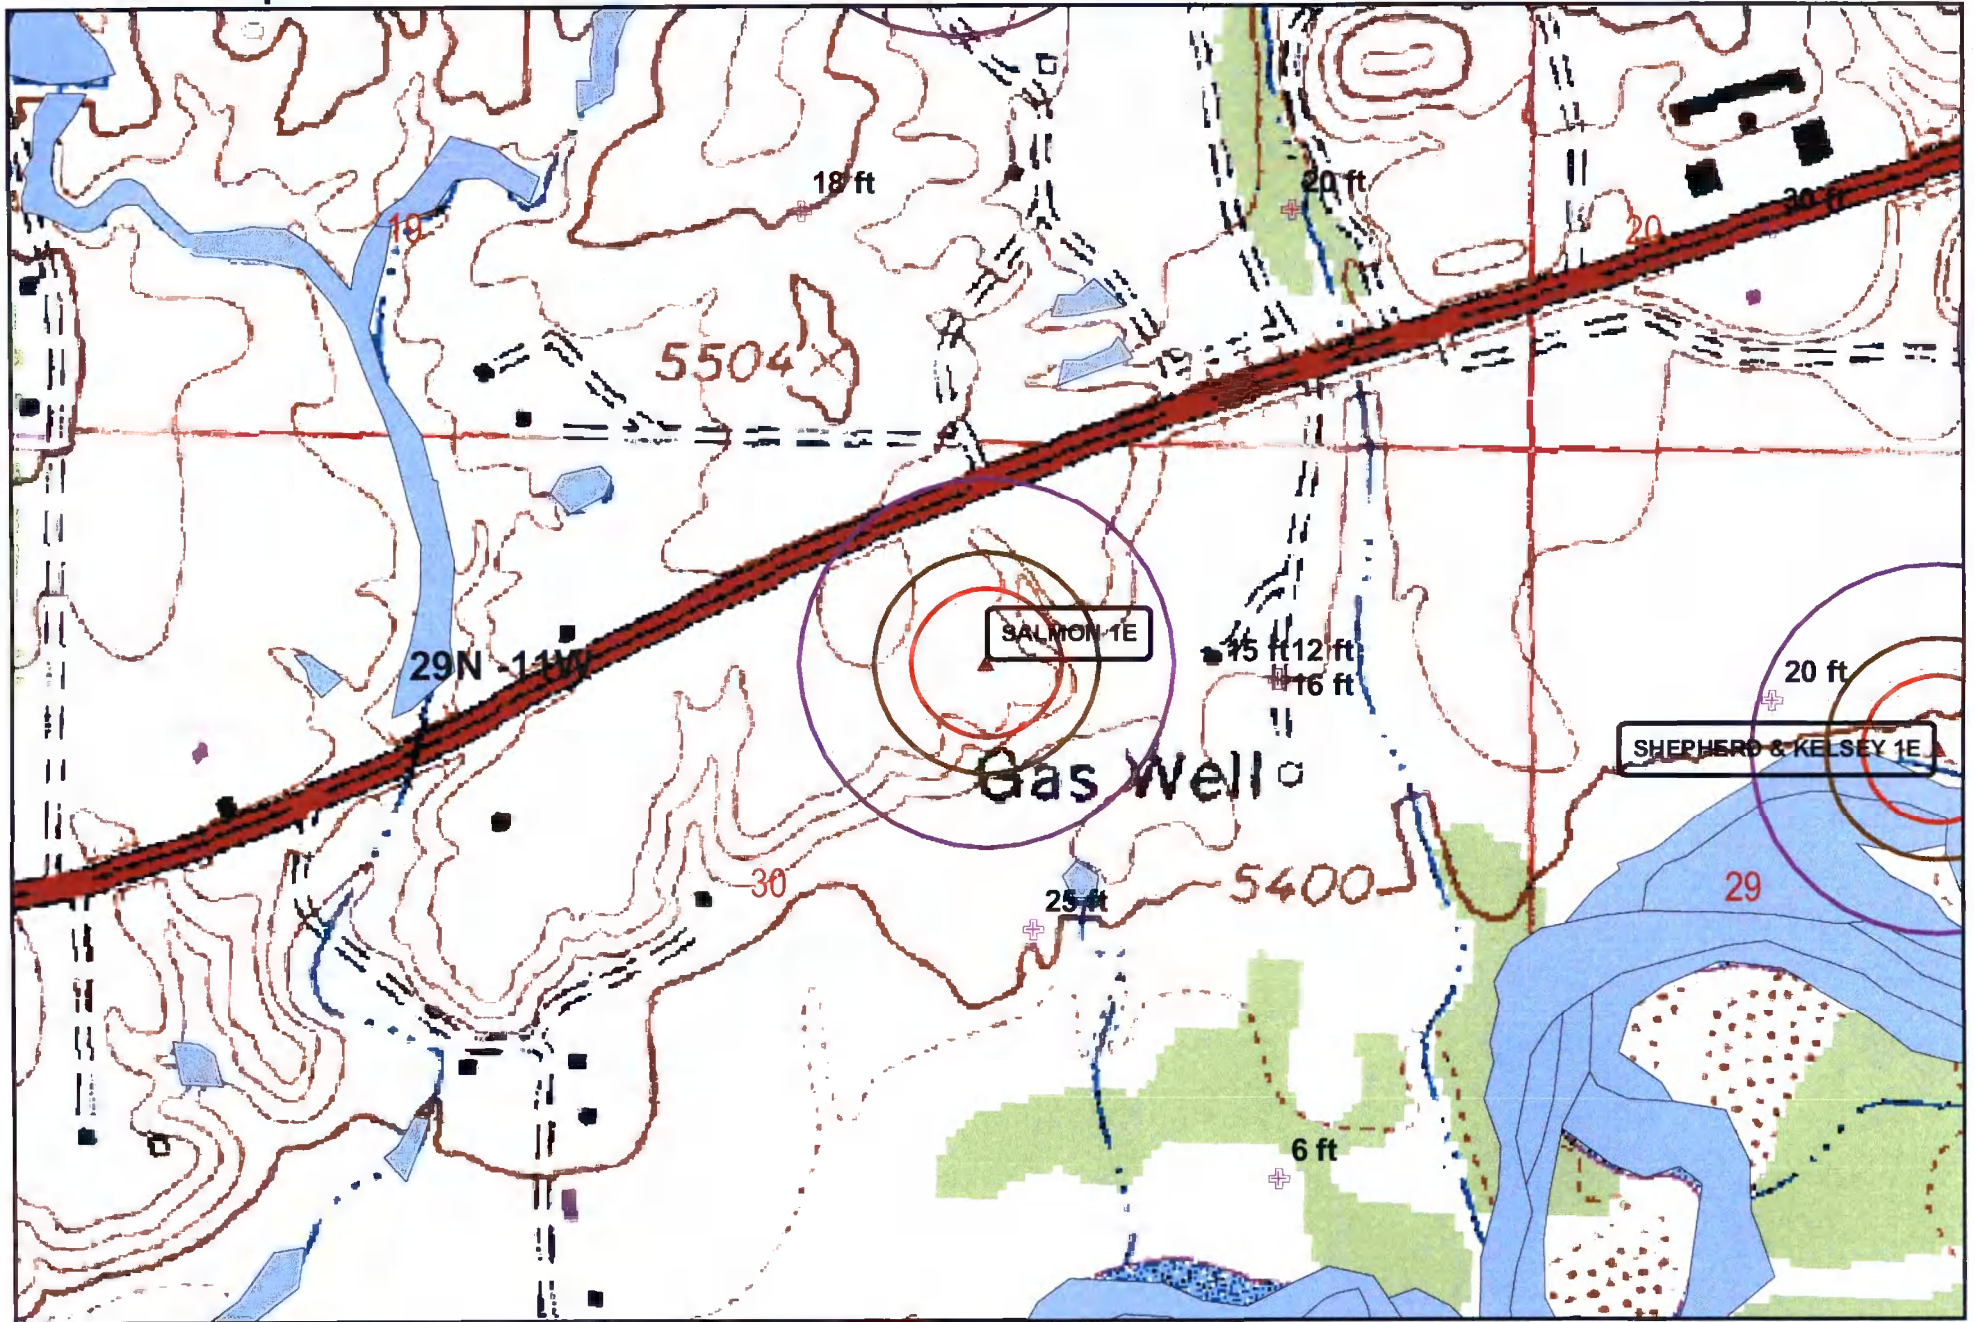 18 ft
20 ft
30 ft
19
20
5504
SALMON 1E
29N -11W
15 ft 12 ft
16 ft
20 ft
SHEPHERD & KELSEY 1E
Gas Well
30
5400
29
25 ft
6 ft